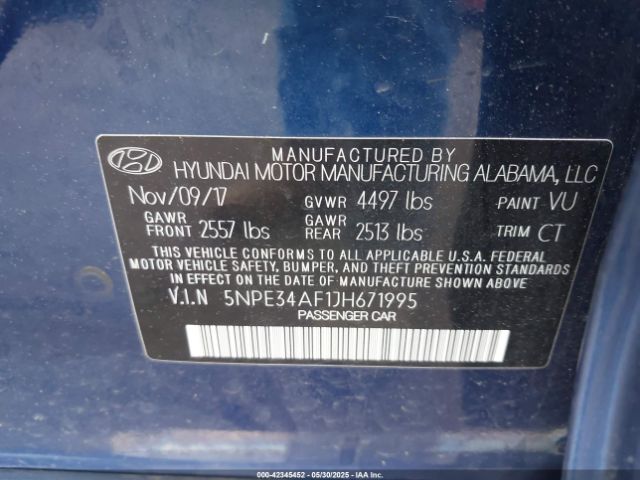 MANUFACTURED BY
HYUNDAI MOTOR MANUFACTURING ALABAMA, LLC
Nov/09/17 GVWR 4497 lbs PAINT VU
GAWR FRONT 2557 lbs GAWR REAR 2513 lbs TRIM CT
THIS VEHICLE CONFORMS TO ALL APPLICABLE U.S.A. FEDERAL
MOTOR VEHICLE SAFETY, BUMPER, AND THEFT PREVENTION STANDARDS
IN EFFECT ON THE DATE OF MANUFACTURE SHOWN ABOVE.
V.I.N 5NPE34AF1JH671995
PASSENGER CAR
00-42345452 - 05/30/2025 - IAA Inc.